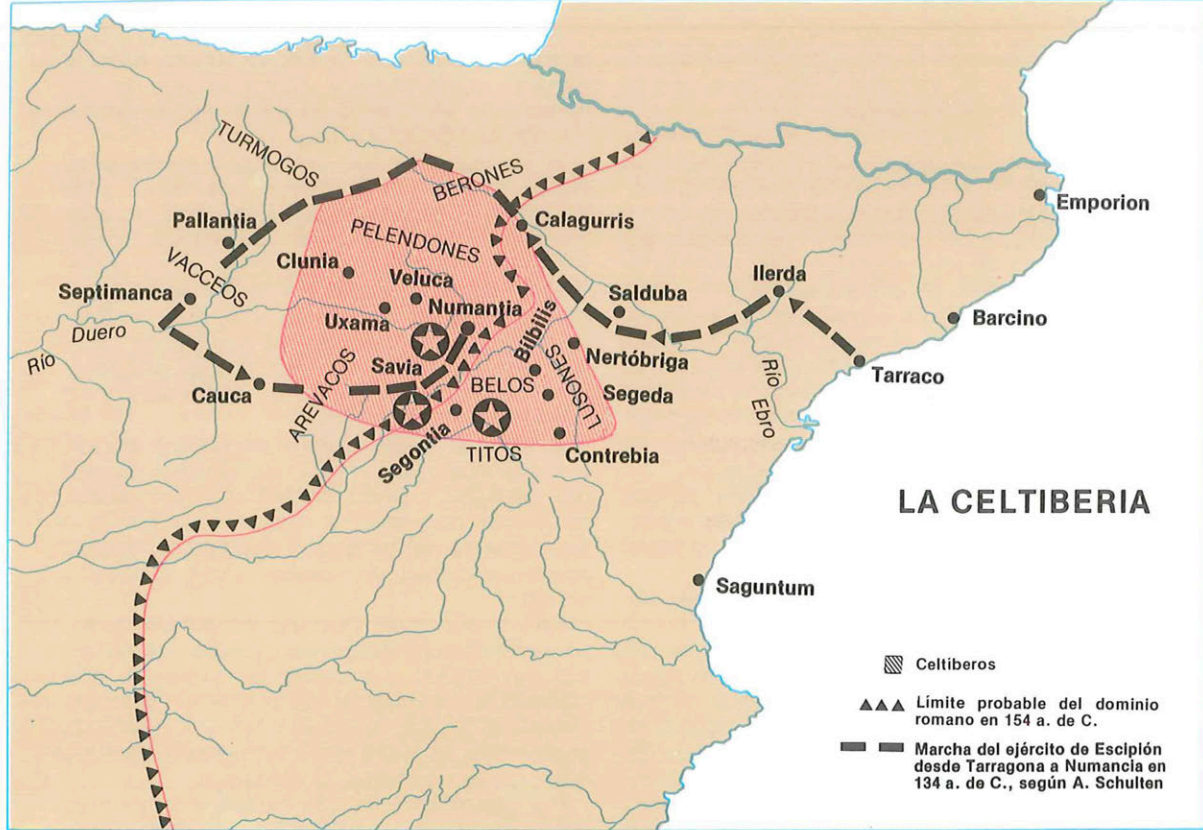 TURMOGOS
BERONES
Pallantia
Calagurris
Emporion
PELENDONES
VACCEOS
Clunia
Ilerda
Septimanca
Veluca
Salduba
Numantia
Barcino
Uxama
Duero
Río
Bilbilis
Nertóbriga
Savia
LUSONES
Tarraco
Cauca
BELOS
Segeda
Río
Ebro
AREVACOS
Segontia
TITOS
Contrebia
LA CELTIBERIA
Saguntum
Celtiberos
Límite probable del dominio
romano en 154 a. de C.
Marcha del ejército de Escipión
desde Tarragona a Numancia en
134 a. de C., según A. Schulten